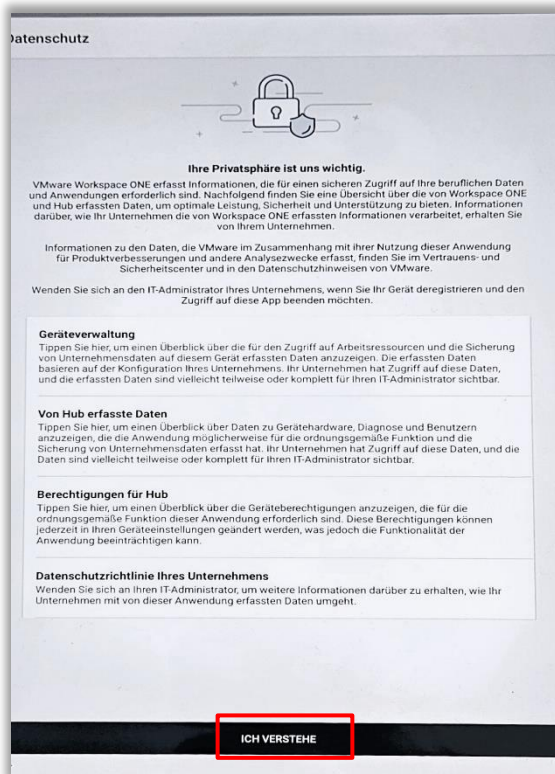 Datenschutz
Ihre Privatsphäre ist uns wichtig.
VMware Workspace ONE erfasst Informationen, die für einen sicheren Zugriff auf Ihre beruflichen Daten
und Anwendungen erforderlich sind. Nachfolgend finden Sie eine Übersicht über die von Workspace ONE
und Hub erfassten Daten, um optimale Leistung, Sicherheit und Unterstützung zu bieten. Informationen
darüber, wie Ihr Unternehmen die von Workspace ONE erfassten Informationen verarbeitet, erhalten Sie
von Ihrem Unternehmen.
Informationen zu den Daten, die VMware im Zusammenhang mit ihrer Nutzung dieser Anwendung
für Produktverbesserungen und andere Analysezwecke erfasst, finden Sie im Vertrauens- und
Sicherheitscenter und in den Datenschutzhinweisen von VMware.
Wenden Sie sich an den IT-Administrator Ihres Unternehmens, wenn Sie Ihr Gerät deregistrieren und den
Zugriff auf diese App beenden möchten.
Geräteverwaltung
Tippen Sie hier, um einen Überblick über die für den Zugriff auf Arbeitsressourcen und die Sicherung
von Unternehmensdaten auf diesem Gerät erfassten Daten anzuzeigen. Die erfassten Daten
basieren auf der Konfiguration Ihres Unternehmens. Ihr Unternehmen hat Zugriff auf diese Daten,
und die erfassten Daten sind vielleicht teilweise oder komplett für Ihren IT-Administrator sichtbar.
Von Hub erfasste Daten
Tippen Sie hier, um einen Überblick über Daten zu Gerätehardware, Diagnose und Benutzern
anzuzeigen, die die Anwendung möglicherweise für die ordnungsgemäße Funktion und die
Sicherung von Unternehmensdaten erfasst hat. Ihr Unternehmen hat Zugriff auf diese Daten, und die
Daten sind vielleicht teilweise oder komplett für Ihren IT-Administrator sichtbar.
Berechtigungen für Hub
Tippen Sie hier, um einen Überblick über die Geräteberechtigungen anzuzeigen, die für die
ordnungsgemäße Funktion dieser Anwendung erforderlich sind. Diese Berechtigungen können
jederzeit in Ihren Geräteeinstellungen geändert werden, was jedoch die Funktionalität der
Anwendung beeinträchtigen kann.
Datenschutzrichtlinie Ihres Unternehmens
Wenden Sie sich an Ihren IT-Administrator, um weitere Informationen darüber zu erhalten, wie Ihr
Unternehmen mit von dieser Anwendung erfassten Daten umgeht.
ICH VERSTEHE